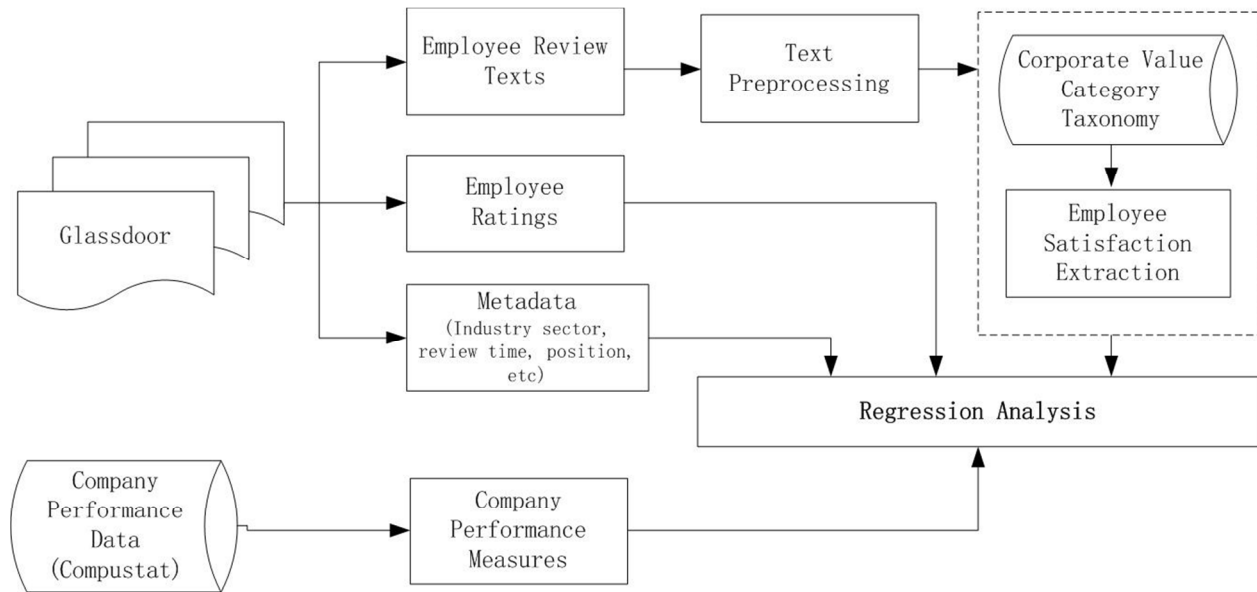 Employee Review
Texts
Text
Preprocessing
Corporate Value
Category
Taxonomy
Glassdoor
Employee
Ratings
Employee
Satisfaction
Extraction
Metadata
(Industry sector,
review time, position,
etc)
Regression Analysis
Company
Performance
Data
(Compustat)
Company
Performance
Measures